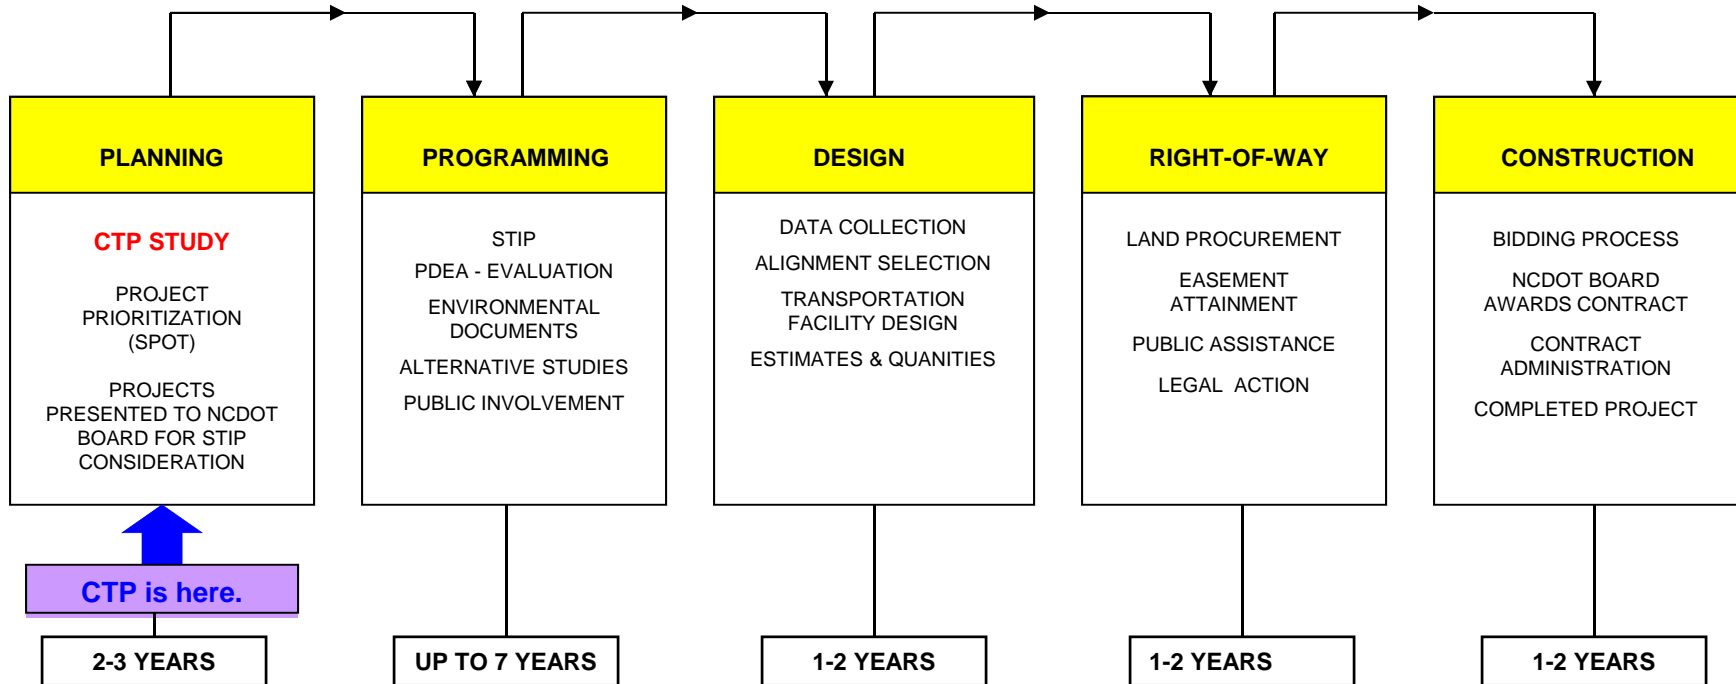 PLANNING
CTP STUDY
PROJECT
PRIORITIZATION
(SPOT)
PROJECTS
PRESENTED TO NCDOT
BOARD FOR STIP
CONSIDERATION
CTP is here.
2-3 YEARS
PROGRAMMING
STIP
PDEA - EVALUATION
ENVIRONMENTAL
DOCUMENTS
ALTERNATIVE STUDIES
PUBLIC INVOLVEMENT
UP TO 7 YEARS
DESIGN
DATA COLLECTION
ALIGNMENT SELECTION
TRANSPORTATION
FACILITY DESIGN
ESTIMATES & QUANITIES
1-2 YEARS
RIGHT-OF-WAY
LAND PROCUREMENT
EASEMENT
ATTAINMENT
PUBLIC ASSISTANCE
LEGAL ACTION
1-2 YEARS
CONSTRUCTION
BIDDING PROCESS
NCDOT BOARD
AWARDS CONTRACT
CONTRACT
ADMINISTRATION
COMPLETED PROJECT
1-2 YEARS